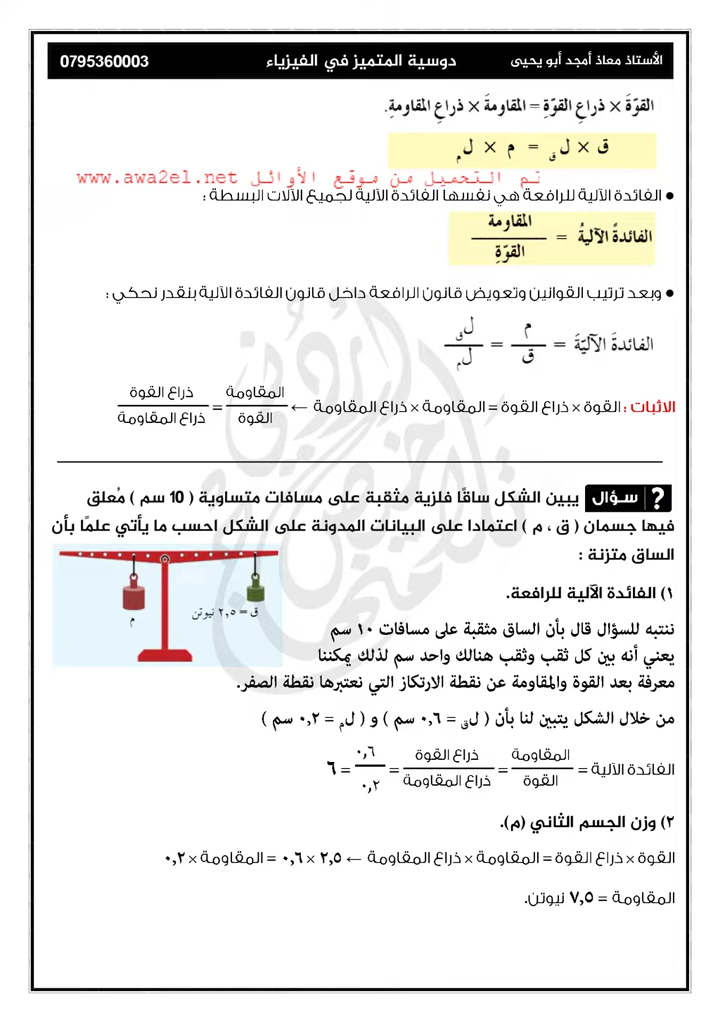 الأستاذ معاذ أمجد أبو يحيى دوسية المتميز في الفيزياء 0795360003
القوّةَ × ذراعِ القوّةِ = المقاومةَ × ذراعِ المقاومةِ.
ق × لق = م × لم
تم التحميل من موقع الأوائل www.awa2el.net
● الفائدة الآلية للرافعة هي نفسها الفائدة الآلية لجميع الآلات البسطة :
الفائدةُ الآليةُ = المقاومة / القوّةِ
● وبعد ترتيب القوانين وتعويض قانون الرافعة داخل قانون الفائدة الآلية بنقدر نحكي :
الفائدةَ الآليّةَ = م / ق = لق / لم
الاثبات : القوة × ذراع القوة = المقاومة × ذراع المقاومة ← المقاومة / القوة = ذراع القوة / ذراع المقاومة
؟ سؤال يبين الشكل ساقًا فلزية مثقبة على مسافات متساوية ( 10 سم ) مُعلق
فيها جسمان ( ق ، م ) اعتمادا على البيانات المدونة على الشكل احسب ما يأتي علمًا بأن
الساق متزنة :
م
ق = ٢,٥ نيوتن
١) الفائدة الآلية للرافعة.
ننتبه للسؤال قال بأن الساق مثقبة على مسافات ١٠ سم
يعني أنه بين كل ثقب وثقب هنالك واحد سم لذلك يمكننا
معرفة بعد القوة والمقاومة عن نقطة الارتكاز التي نعتبرها نقطة الصفر.
من خلال الشكل يتبين لنا بأن ( لق = ٠,٦ سم ) و ( لم = ٠,٢ سم )
الفائدة الآلية = المقاومة / القوة = ذراع القوة / ذراع المقاومة = ٠,٦ / ٠,٢ = ٦
٢) وزن الجسم الثاني (م).
القوة × ذراع القوة = المقاومة × ذراع المقاومة ← ٢,٥ × ٠,٦ = المقاومة × ٠,٢
المقاومة = ٧,٥ نيوتن.